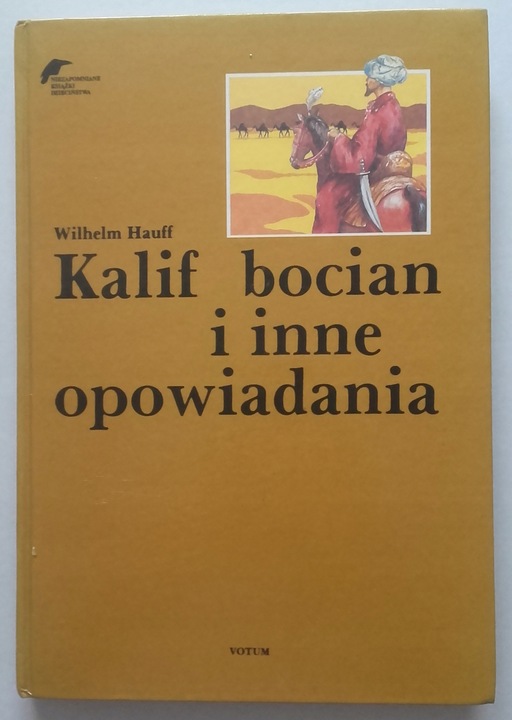 NIEZAPOMNIANE
KSIĄŻKI
DZIECIŃSTWA
Wilhelm Hauff
Kalif bocian
i inne
opowiadania
VOTUM